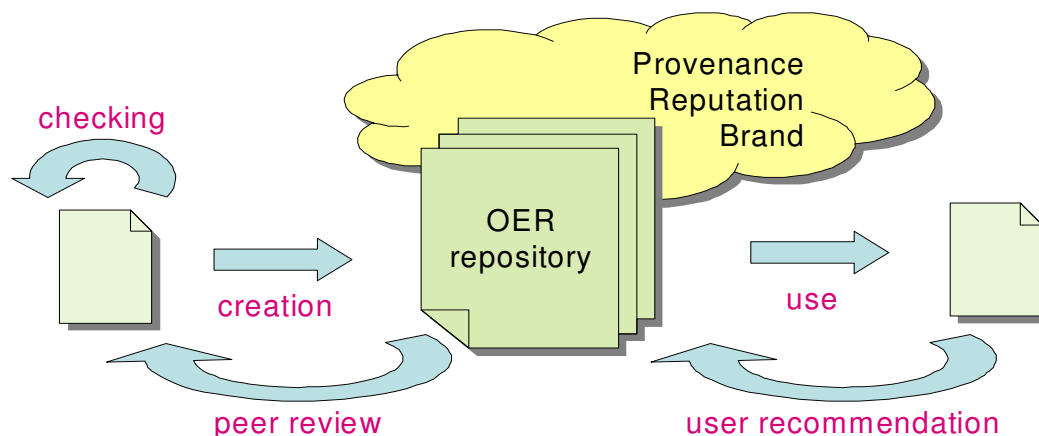 Provenance
Reputation
Brand
checking
OER
repository
creation
use
peer review
user recommendation